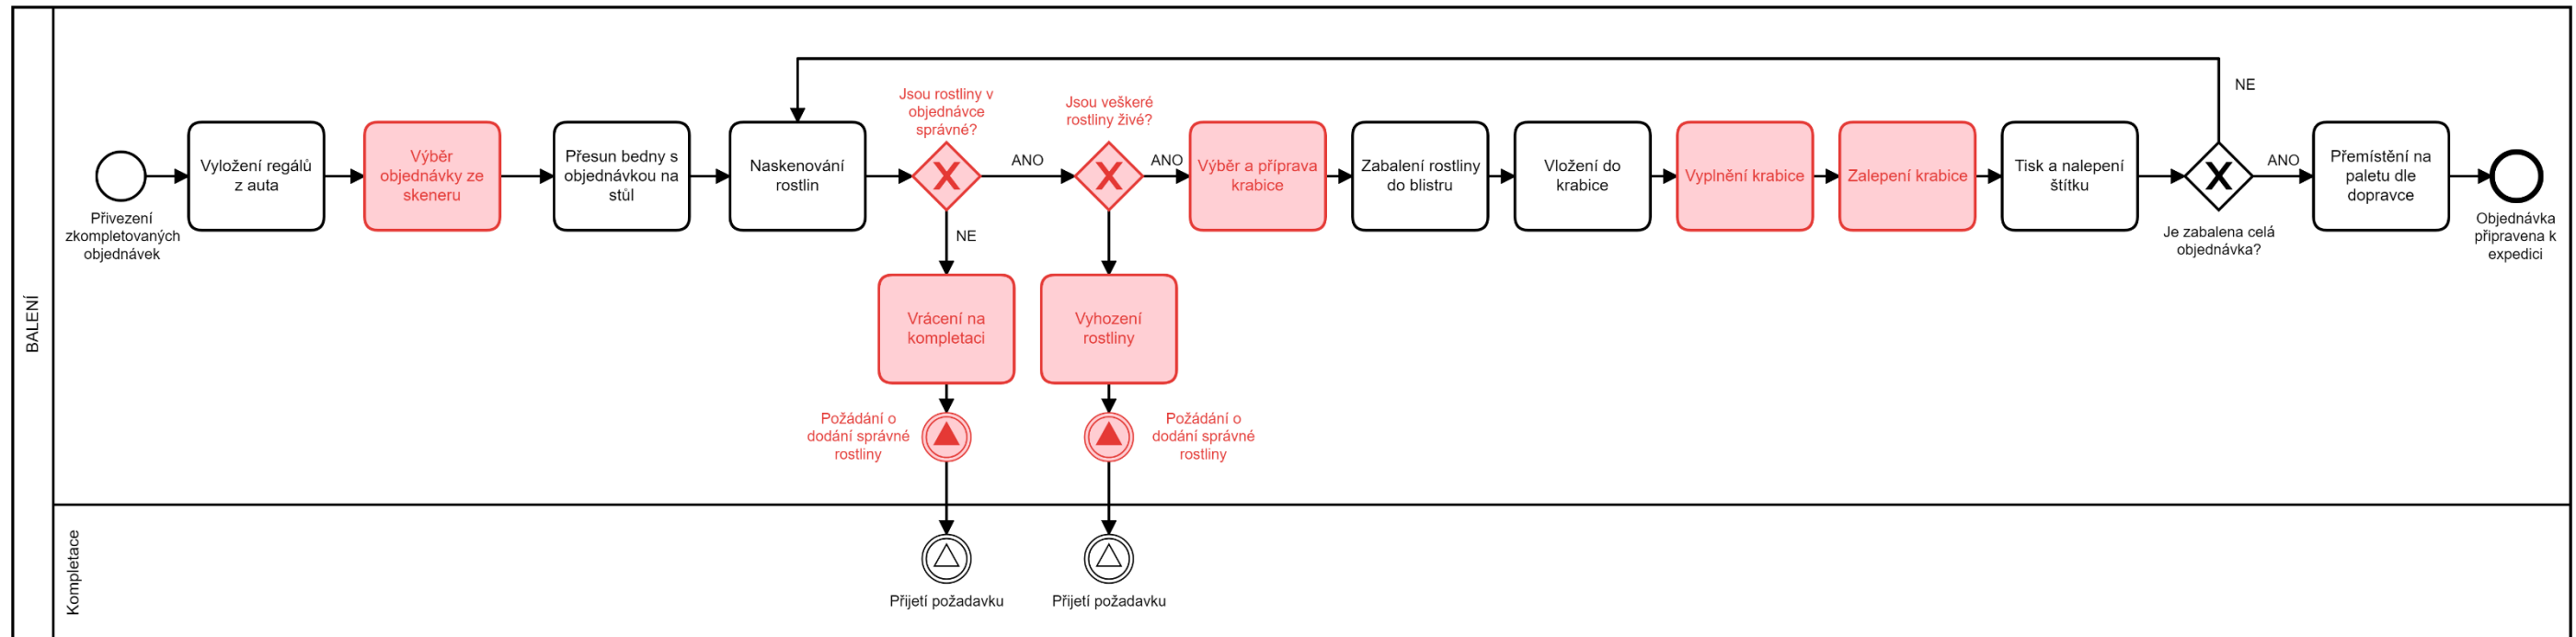 BALENÍ
Přivezení
zkompletovaných
objednávek
Vyložení regálů
z auta
Výběr
objednávky ze
skeneru
Přesun bedny s
objednávkou na
stůl
Naskenování
rostlin
Jsou rostliny v
objednávce
správné?
ANO
NE
Vrácení na
kompletaci
Požádání o
dodání správné
rostliny
Jsou veškeré
rostliny živé?
ANO
Vyhození
rostliny
Požádání o
dodání správné
rostliny
Výběr a příprava
krabice
Zabalení rostliny
do blistru
Vložení do
krabice
Vyplnění krabice
Zalepení krabice
Tisk a nalepení
štítku
Je zabalena celá
objednávka?
NE
ANO
Přemístění na
paletu dle
dopravce
Objednávka
připravena k
expedici
Kompletace
Přijetí požadavku
Přijetí požadavku